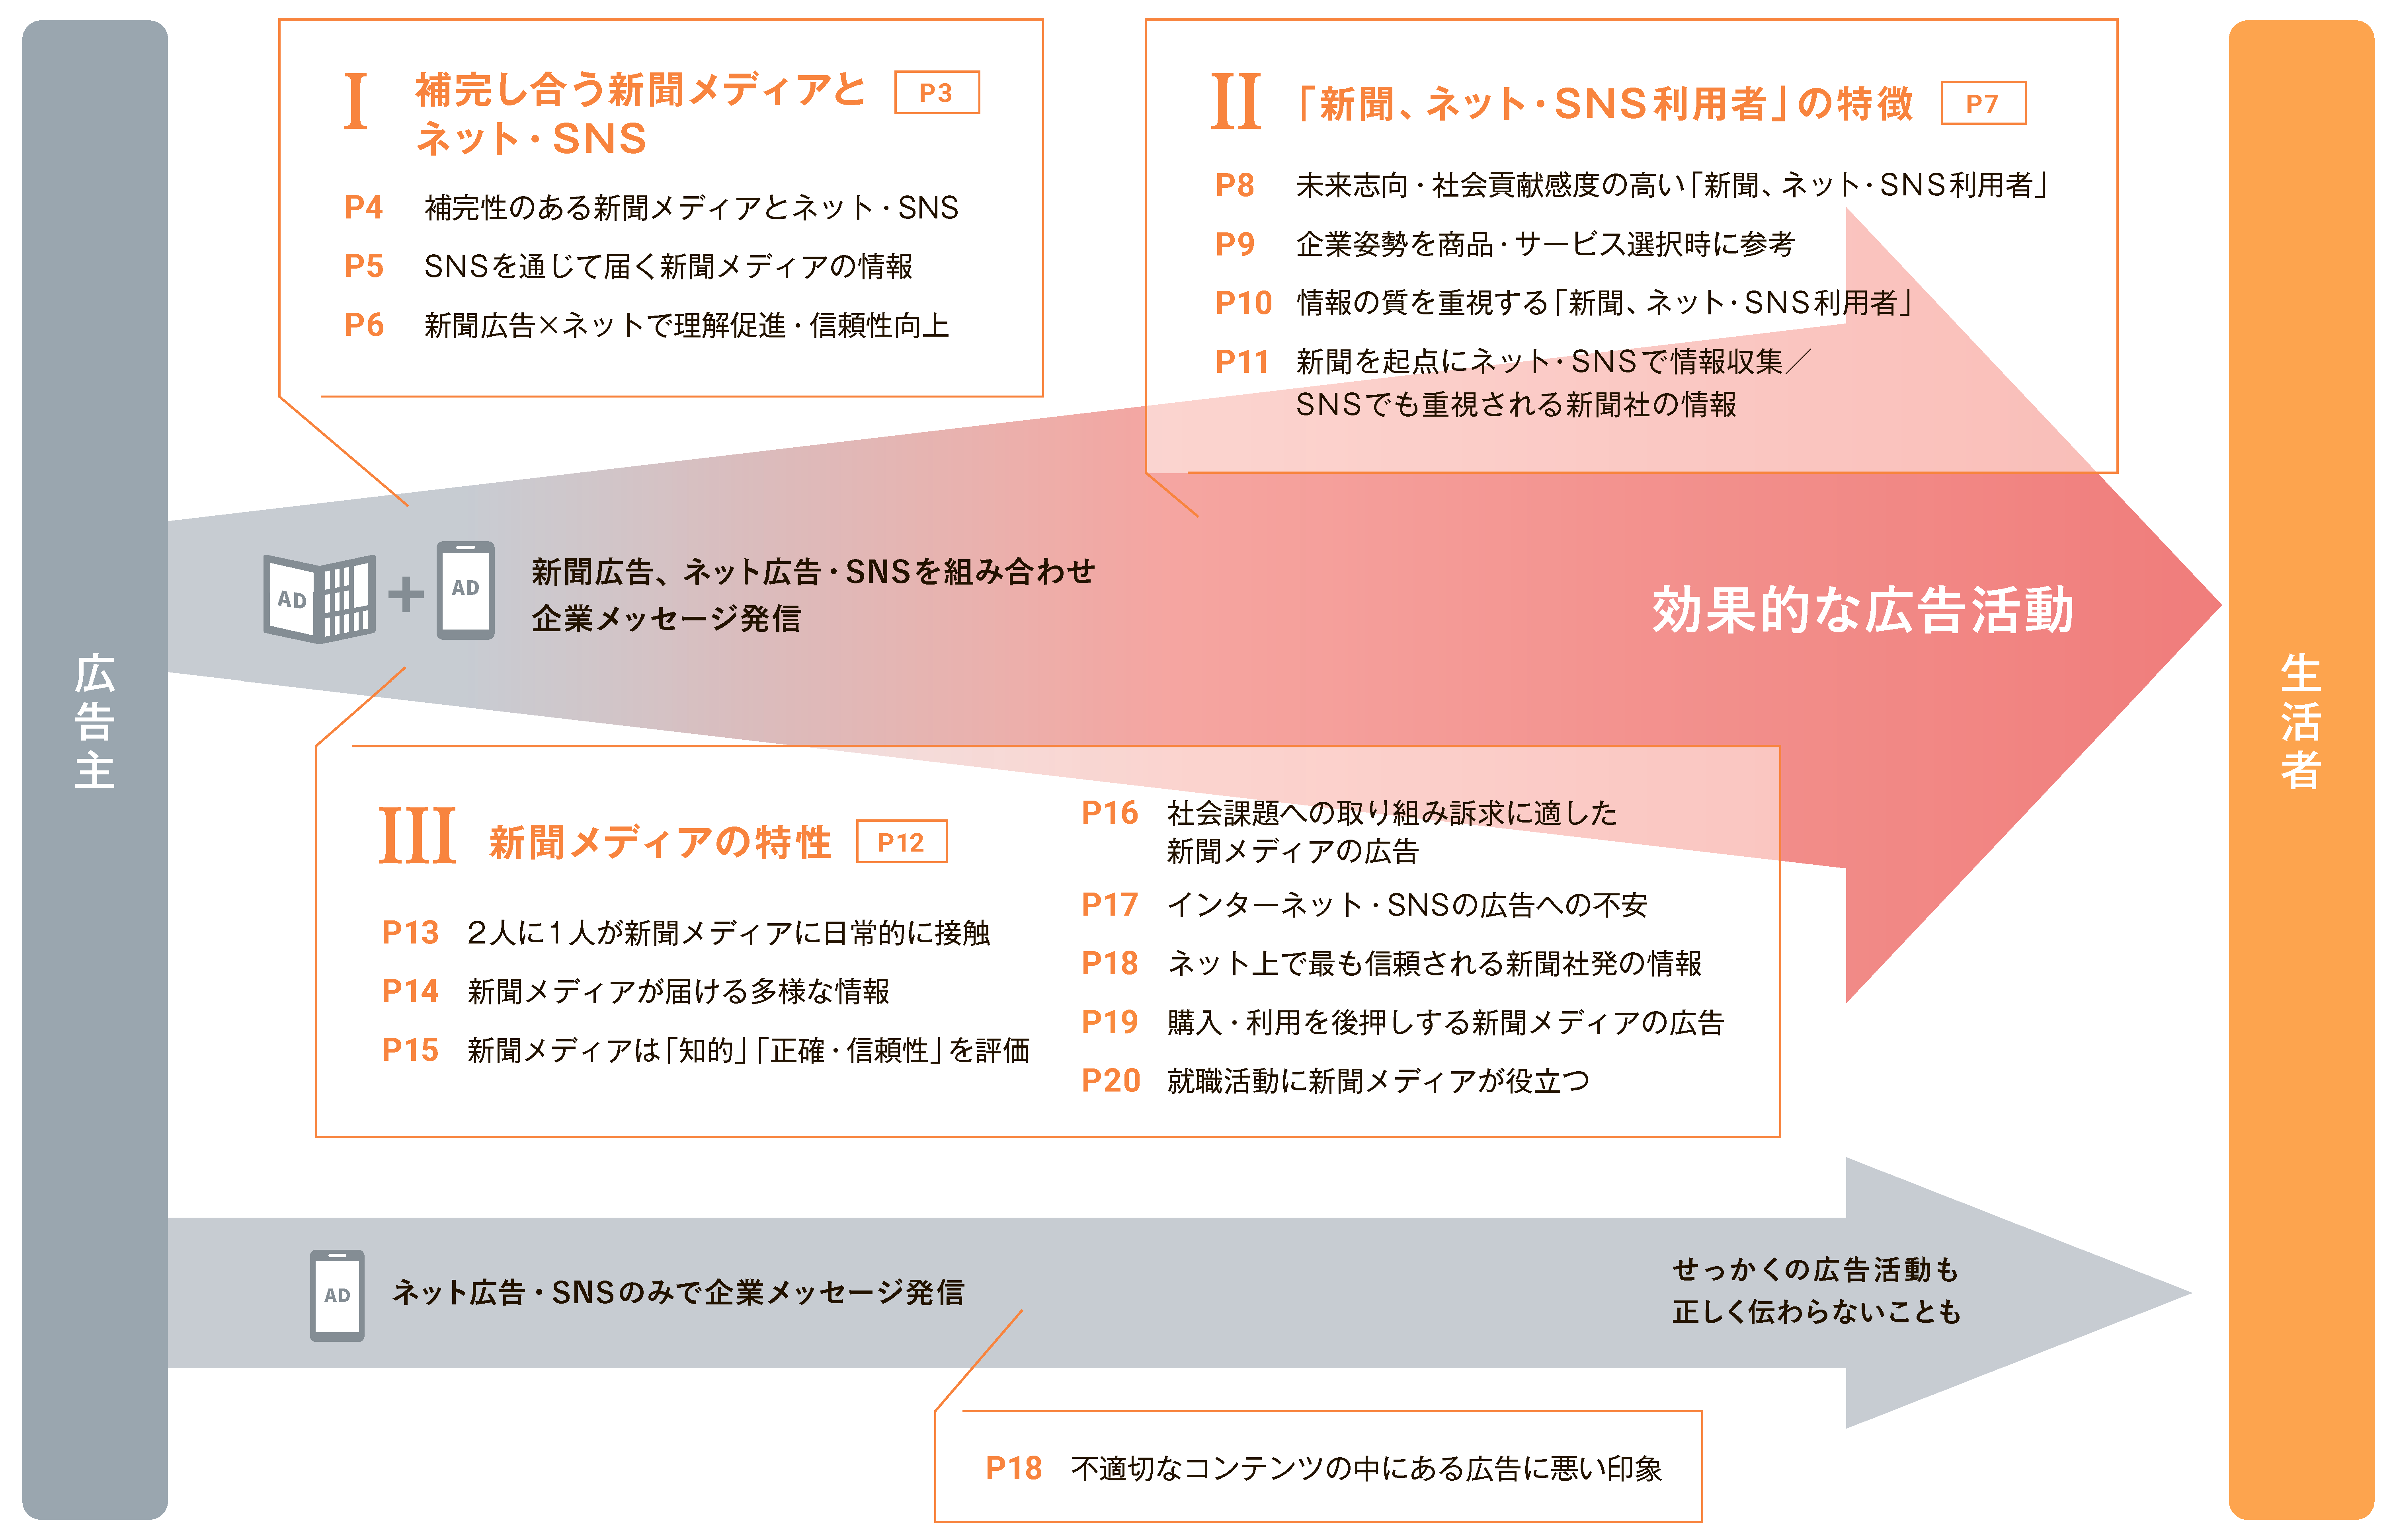 広告主
I 補完し合う新聞メディアと P3
ネット・SNS
P4 補完性のある新聞メディアとネット・SNS
P5 SNSを通じて届く新聞メディアの情報
P6 新聞広告×ネットで理解促進・信頼性向上
II 「新聞、ネット・SNS利用者」の特徴 P7
P8 未来志向・社会貢献感度の高い「新聞、ネット・SNS利用者」
P9 企業姿勢を商品・サービス選択時に参考
P10 情報の質を重視する「新聞、ネット・SNS利用者」
P11 新聞を起点にネット・SNSで情報収集／
SNSでも重視される新聞社の情報
AD + AD
新聞広告、ネット広告・SNSを組み合わせ
企業メッセージ発信
効果的な広告活動
III 新聞メディアの特性 P12
P13 2人に1人が新聞メディアに日常的に接触
P14 新聞メディアが届ける多様な情報
P15 新聞メディアは「知的」「正確・信頼性」を評価
P16 社会課題への取り組み訴求に適した
新聞メディアの広告
P17 インターネット・SNSの広告への不安
P18 ネット上で最も信頼される新聞社発の情報
P19 購入・利用を後押しする新聞メディアの広告
P20 就職活動に新聞メディアが役立つ
AD
ネット広告・SNSのみで企業メッセージ発信
せっかくの広告活動も
正しく伝わらないことも
P18 不適切なコンテンツの中にある広告に悪い印象
生活者